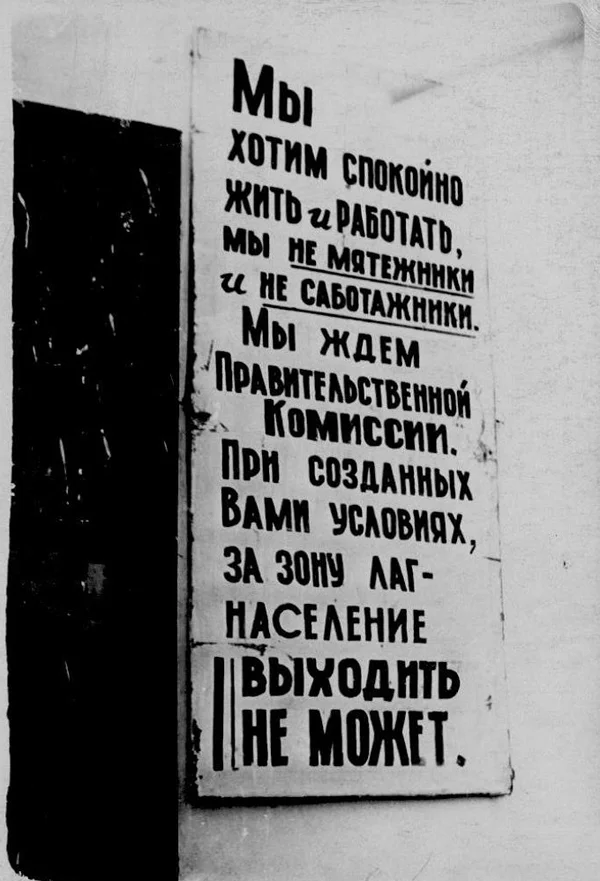 Мы
ХОТИМ СПОКОЙНО
ЖИТЬ и РАБОТАТЬ,
МЫ НЕ МЯТЕЖНИКИ
и НЕ САБОТАЖНИКИ.
Мы ЖДЕМ
ПРАВИТЕЛЬСТВЕННОЙ
КОМИССИИ.
ПРИ СОЗДАННЫХ
ВАМИ УСЛОВИЯХ,
ЗА ЗОНУ ЛАГ-
НАСЕЛЕНИЕ
ВЫХОДИТЬ
НЕ МОЖЕТ.